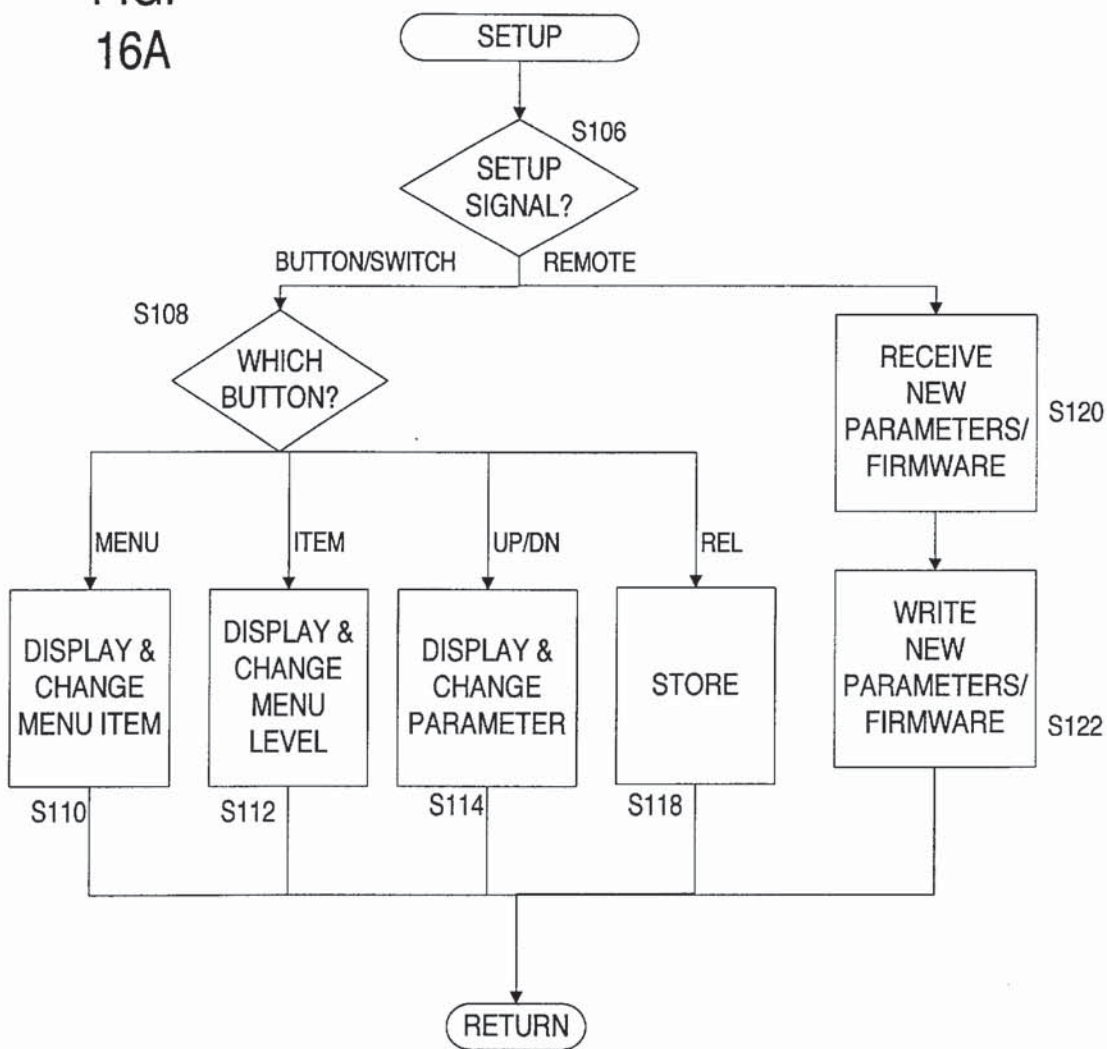 FIG.
16A
SETUP
S106
SETUP
SIGNAL?
BUTTON/SWITCH
REMOTE
S108
WHICH
BUTTON?
RECEIVE
NEW
PARAMETERS/
FIRMWARE
S120
MENU
ITEM
UP/DN
REL
DISPLAY &
CHANGE
MENU ITEM
S110
DISPLAY &
CHANGE
MENU
LEVEL
S112
DISPLAY &
CHANGE
PARAMETER
S114
STORE
S118
WRITE
NEW
PARAMETERS/
FIRMWARE
S122
RETURN